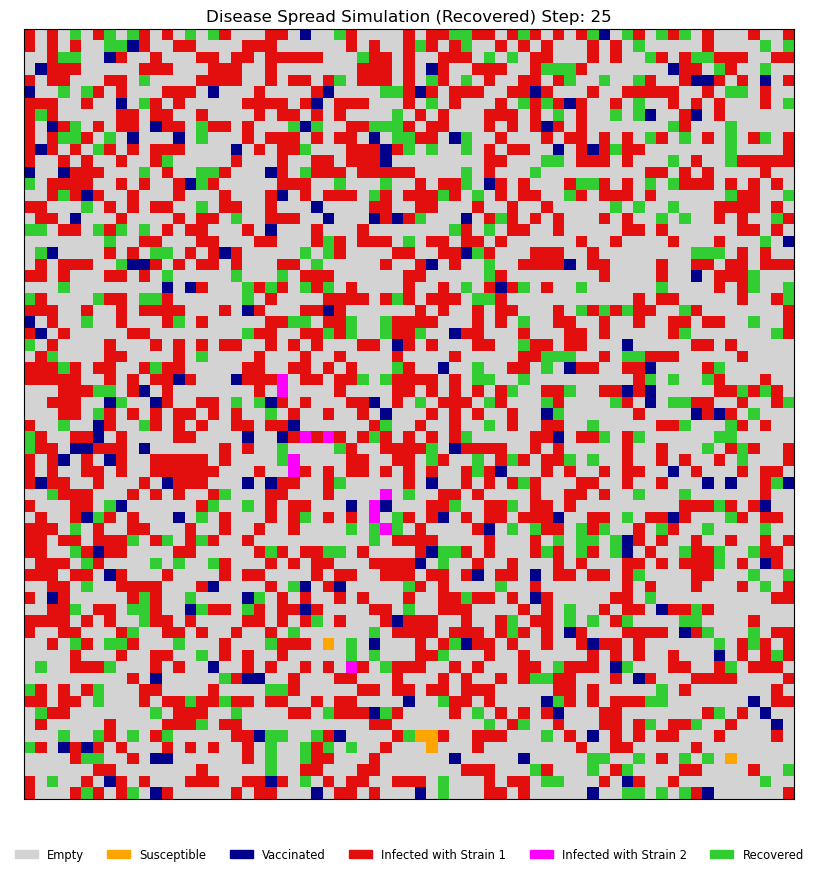 Disease Spread Simulation (Recovered) Step: 25
Empty Susceptible Vaccinated Infected with Strain 1 Infected with Strain 2 Recovered